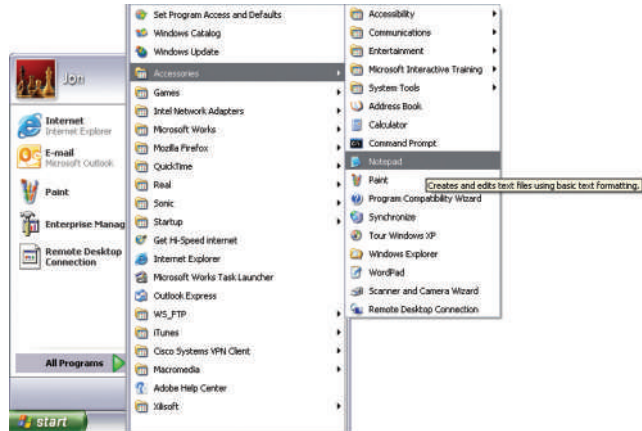 Jon
Internet
Internet Explorer
E-mail
Microsoft Outlook
Paint
Enterprise Manag
Remote Desktop
Connection
All Programs
start
Set Program Access and Defaults
Windows Catalog
Windows Update
Accessories
Games
Intel Network Adapters
Microsoft Works
Mozilla Firefox
QuickTime
Real
Sonic
Startup
Get Hi-Speed internet
Internet Explorer
Microsoft Works Task Launcher
Outlook Express
WS_FTP
iTunes
Cisco Systems VPN Client
Macromedia
Adobe Help Center
Xilisoft
Accessibility
Communications
Entertainment
Microsoft Interactive Training
System Tools
Address Book
Calculator
Command Prompt
Notepad
Paint
Creates and edits text files using basic text formatting.
Program Compatibility Wizard
Synchronize
Tour Windows XP
Windows Explorer
WordPad
Scanner and Camera Wizard
Remote Desktop Connection